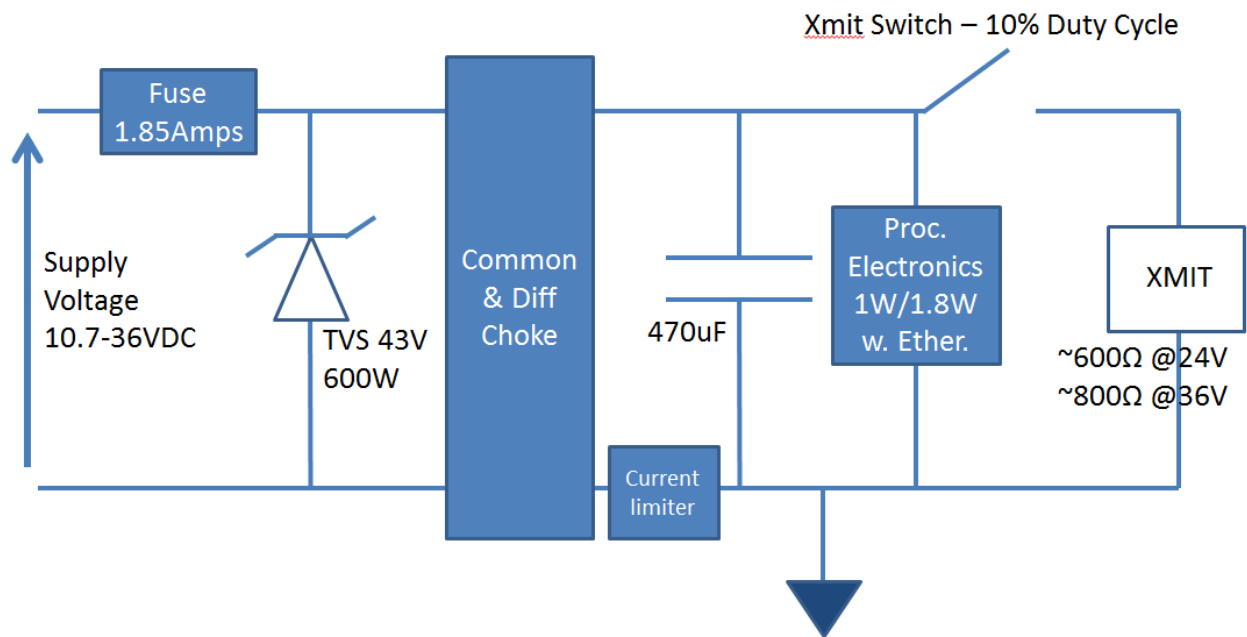 Xmit Switch – 10% Duty Cycle
Fuse
1.85Amps
Supply
Voltage
10.7-36VDC
TVS 43V
600W
Common
& Diff
Choke
Current
limiter
470uF
Proc.
Electronics
1W/1.8W
w. Ether.
XMIT
~600Ω @24V
~800Ω @36V